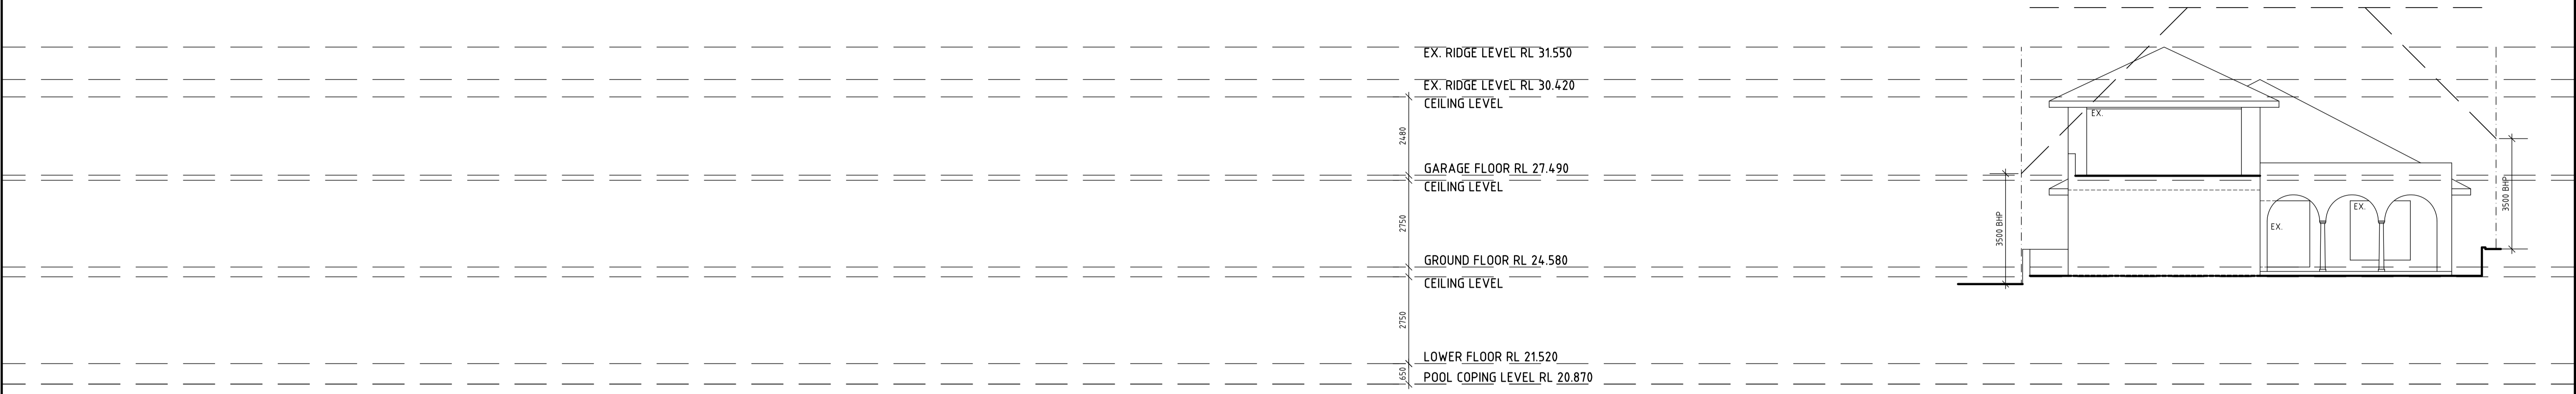 EX. RIDGE LEVEL RL 31.550
EX. RIDGE LEVEL RL 30.420
CEILING LEVEL
2480
GARAGE FLOOR RL 27.490
CEILING LEVEL
2750
GROUND FLOOR RL 24.580
CEILING LEVEL
2750
LOWER FLOOR RL 21.520
650
POOL COPING LEVEL RL 20.870
EX.
EX.
EX.
3500 BHP
3500 BHP